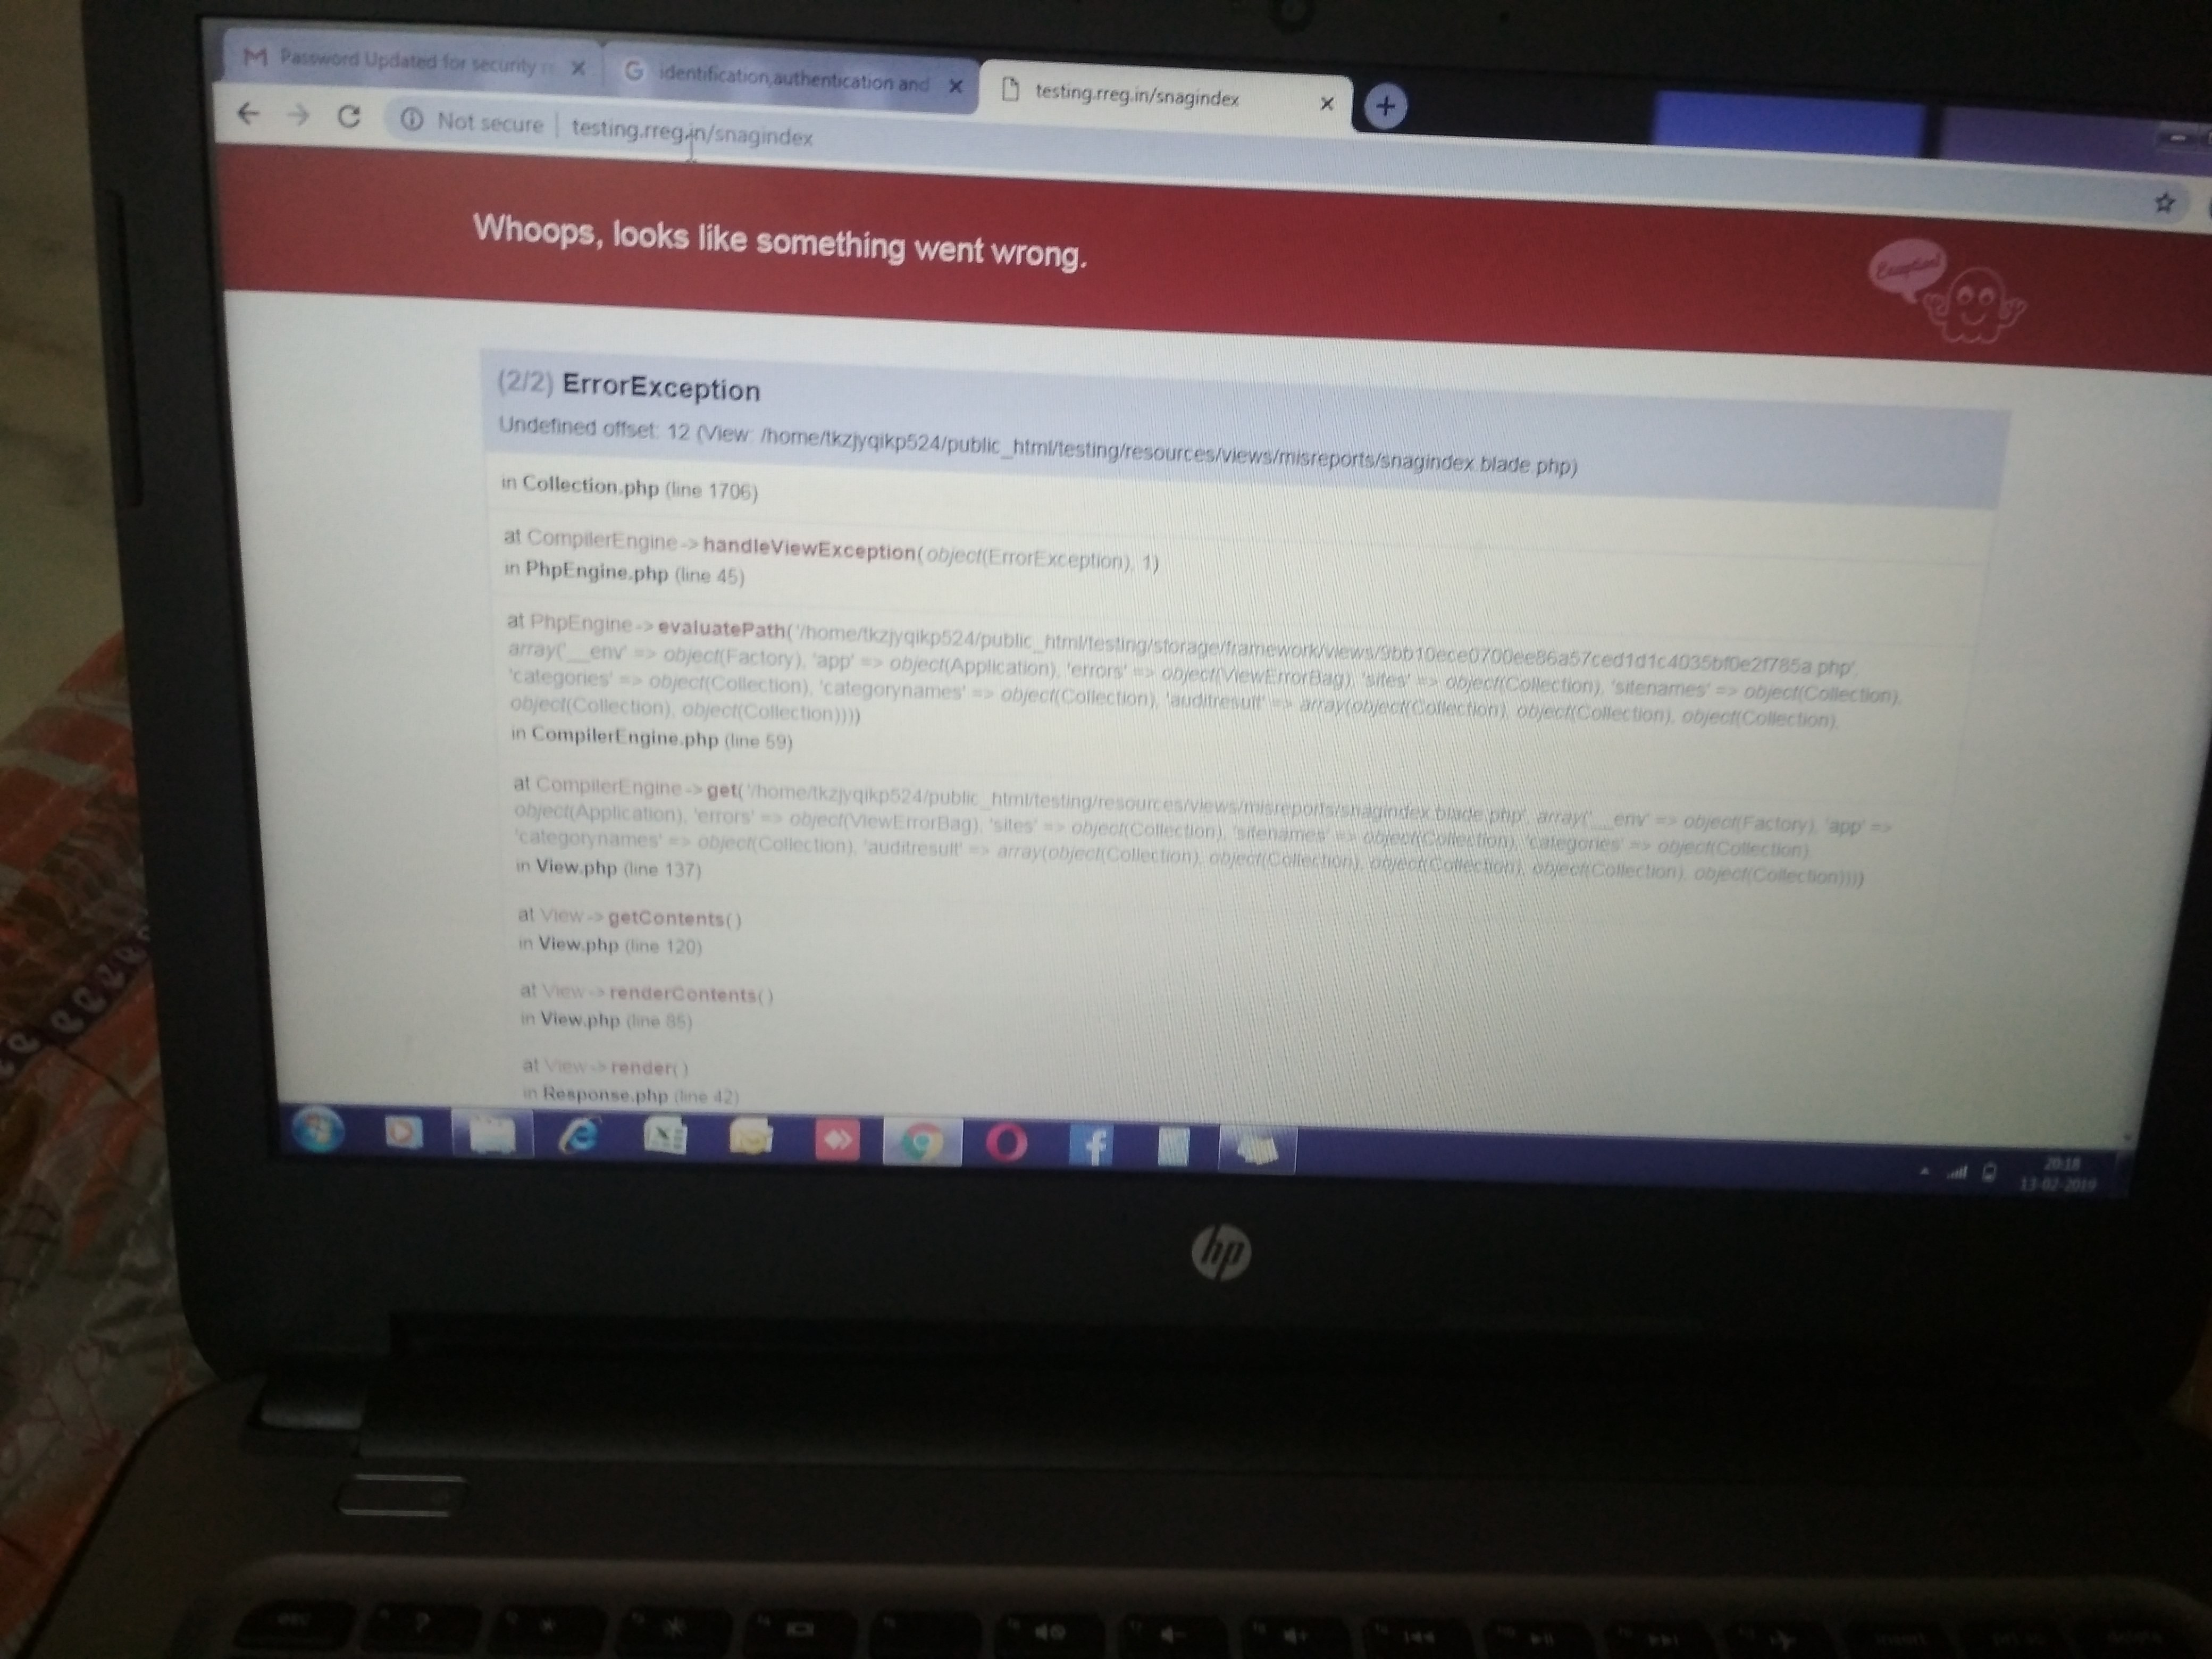 Password Updated for security
identification,authentication and
testing.rreg.in/snagindex
Not secure
testing.rreg.in/snagindex
Whoops, looks like something went wrong.
Exception!
(2/2) ErrorException
Undefined offset: 12 (View: /home/tkzjyqikp524/public_html/testing/resources/views/misreports/snagindex.blade.php)
in Collection.php (line 1706)
at CompilerEngine->handleViewException(object(ErrorException), 1)
in PhpEngine.php (line 45)
at PhpEngine->evaluatePath('/home/tkzjyqikp524/public_html/testing/storage/framework/views/9bb10ece0700ee86a57ced1d1c4035bf0e2f785a.php',
array('__env' => object(Factory), 'app' => object(Application), 'errors' => object(ViewErrorBag), 'sites' => object(Collection), 'sitenames' => object(Collection),
'categories' => object(Collection), 'categorynames' => object(Collection), 'auditresult' => array(object(Collection), object(Collection), object(Collection),
object(Collection), object(Collection))))
in CompilerEngine.php (line 59)
at CompilerEngine->get('/home/tkzjyqikp524/public_html/testing/resources/views/misreports/snagindex.blade.php', array('__env' => object(Factory), 'app' =>
object(Application), 'errors' => object(ViewErrorBag), 'sites' => object(Collection), 'sitenames' => object(Collection), 'categories' => object(Collection),
'categorynames' => object(Collection), 'auditresult' => array(object(Collection), object(Collection), object(Collection), object(Collection), object(Collection))))
in View.php (line 137)
at View->getContents()
in View.php (line 120)
at View->renderContents()
in View.php (line 85)
at View->render()
in Response.php (line 42)
20:18
13-02-2019
hp
esc
insert
prt sc
delete